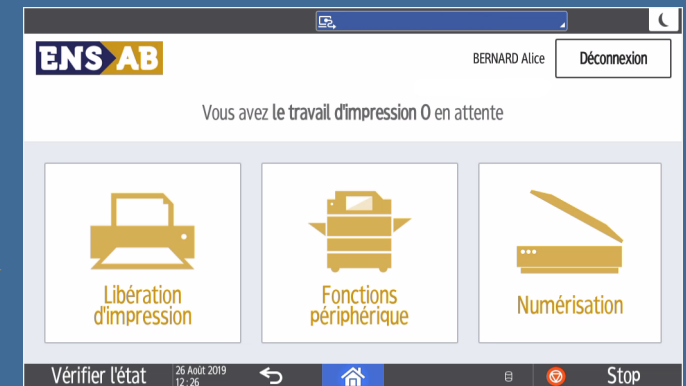 ENS AB
BERNARD Alice
Déconnexion
Vous avez le travail d'impression 0 en attente
Libération
d'impression
Fonctions
périphérique
Numérisation
Vérifier l'état
26 Août 2019
12 : 26
Stop